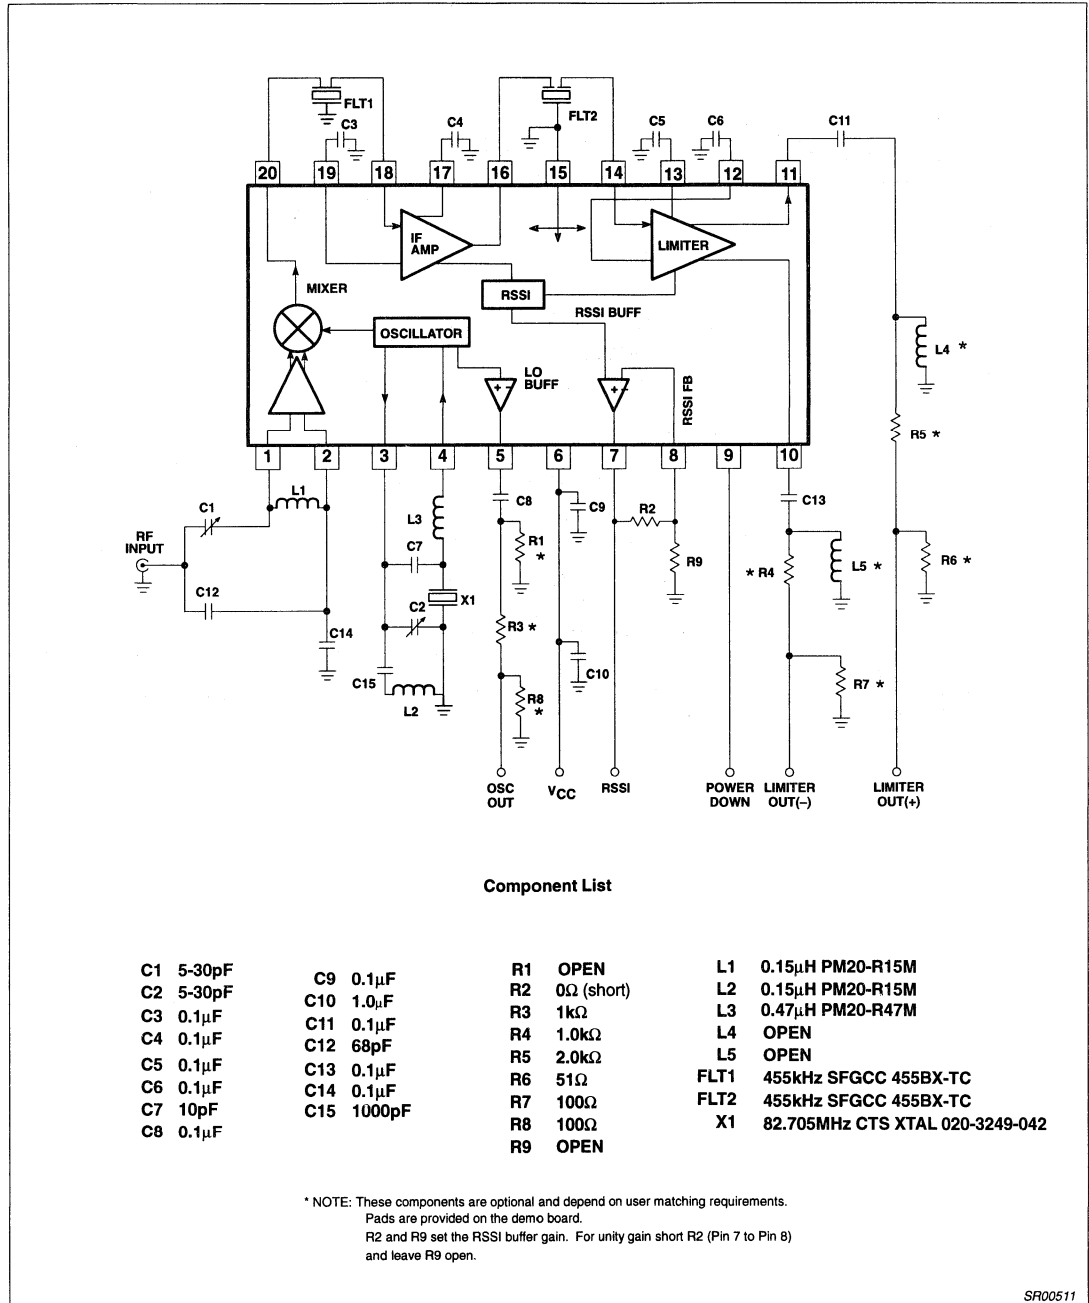 FLT1
C3
C4
FLT2
C5
C6
C11
20
19
18
17
16
15
14
13
12
11
IF AMP
LIMITER
MIXER
RSSI
RSSI BUFF
OSCILLATOR
LO BUFF
RSSI FB
+ -
+ -
L4 *
R5 *
1
2
3
4
5
6
7
8
9
10
L1
C1
RF INPUT
C12
C14
L3
C7
X1
C2
C15
L2
C8
R1 *
R3 *
R8 *
C9
C10
R2
R9
C13
* R4
L5 *
R7 *
R6 *
OSC OUT
VCC
RSSI
POWER DOWN
LIMITER OUT(–)
LIMITER OUT(+)
Component List
C1 5-30pF
C2 5-30pF
C3 0.1µF
C4 0.1µF
C5 0.1µF
C6 0.1µF
C7 10pF
C8 0.1µF
C9 0.1µF
C10 1.0µF
C11 0.1µF
C12 68pF
C13 0.1µF
C14 0.1µF
C15 1000pF
R1 OPEN
R2 0Ω (short)
R3 1kΩ
R4 1.0kΩ
R5 2.0kΩ
R6 51Ω
R7 100Ω
R8 100Ω
R9 OPEN
L1 0.15µH PM20-R15M
L2 0.15µH PM20-R15M
L3 0.47µH PM20-R47M
L4 OPEN
L5 OPEN
FLT1 455kHz SFGCC 455BX-TC
FLT2 455kHz SFGCC 455BX-TC
X1 82.705MHz CTS XTAL 020-3249-042
* NOTE: These components are optional and depend on user matching requirements.
Pads are provided on the demo board.
R2 and R9 set the RSSI buffer gain. For unity gain short R2 (Pin 7 to Pin 8)
and leave R9 open.
SR00511